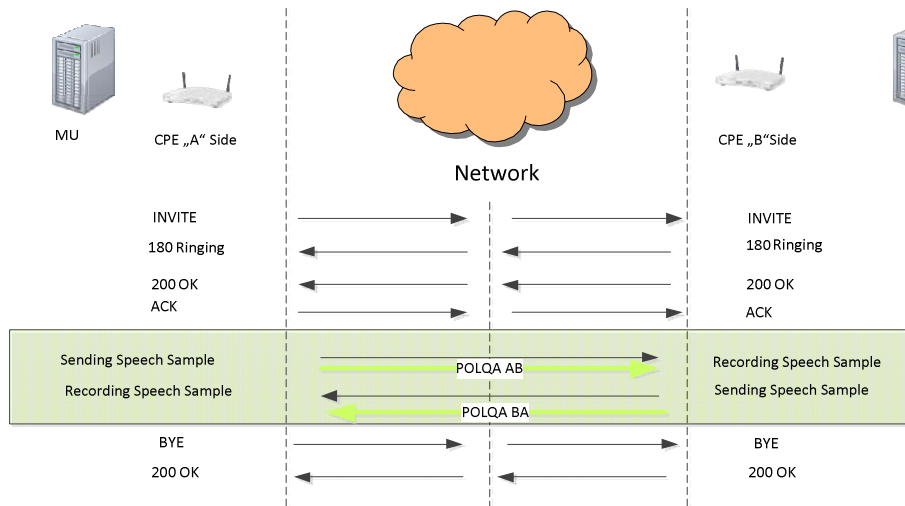 MU
CPE „A“ Side
CPE „B“Side
Network
INVITE
INVITE
180 Ringing
180 Ringing
200 OK
200 OK
ACK
ACK
Sending Speech Sample
POLQA AB
Recording Speech Sample
Recording Speech Sample
POLQA BA
Sending Speech Sample
BYE
BYE
200 OK
200 OK